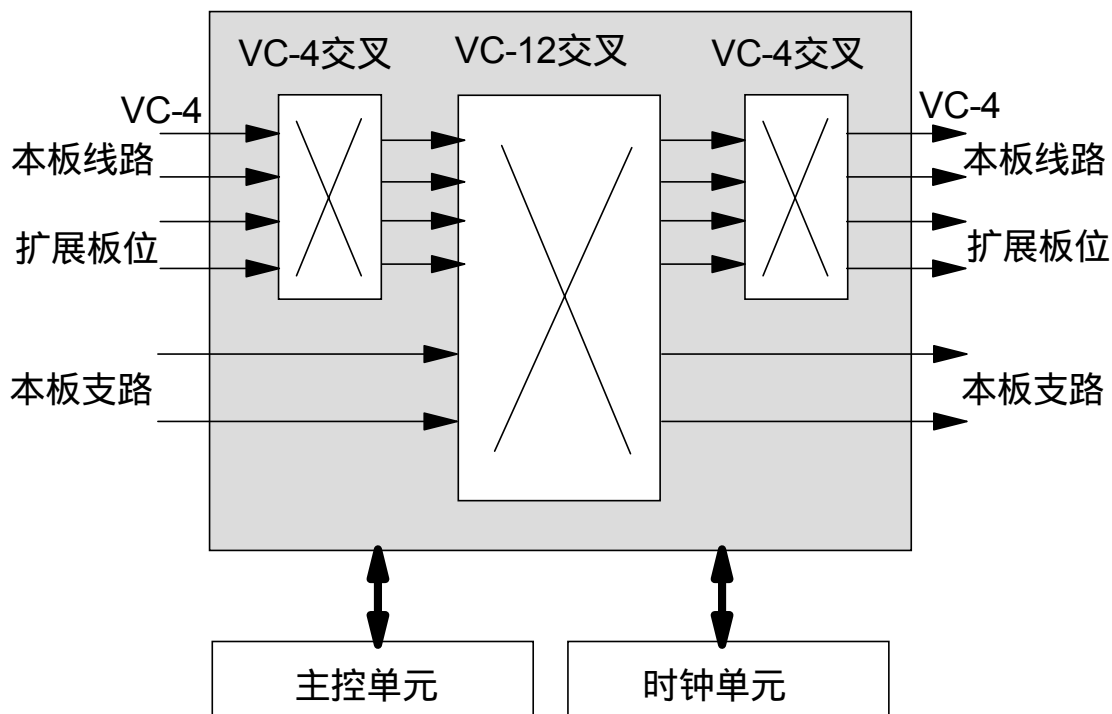 VC-4交叉
VC-12交叉
VC-4交叉
VC-4
VC-4
本板线路
本板线路
扩展板位
扩展板位
本板支路
本板支路
主控单元
时钟单元